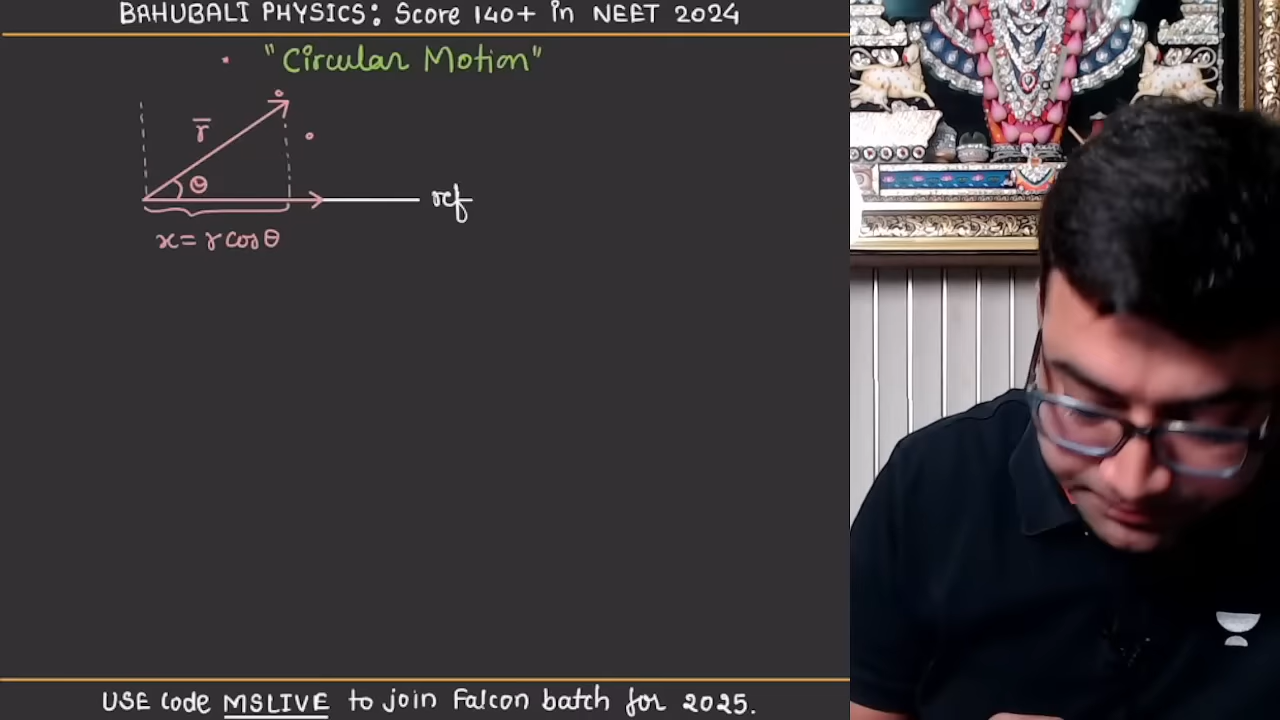 BAHUBALI PHYSICS: Score 140+ in NEET 2024
"Circular Motion"
r̅
θ
ref
x = r cos θ
USE Code MSLIVE to join Falcon batch for 2025.